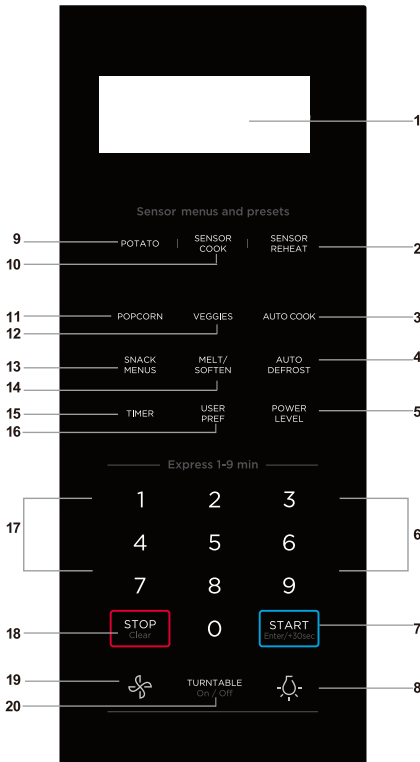 1
Sensor menus and presets
9 POTATO | SENSOR COOK | SENSOR REHEAT 2
10
11 POPCORN VEGGIES AUTO COOK 3
12
13 SNACK MENUS MELT/ SOFTEN AUTO DEFROST 4
14
15 TIMER USER PREF POWER LEVEL 5
16
Express 1-9 min
1 2 3
17 6
4 5 6
7 8 9
18 STOP Clear 0 START Enter/+30sec 7
19 TURNTABLE On / Off 8
20